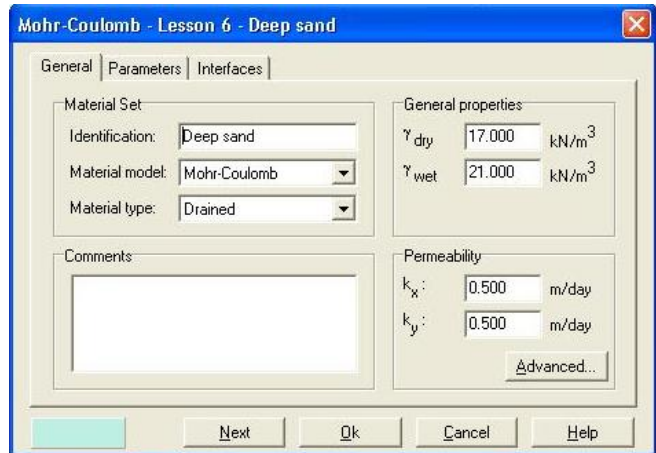 Mohr-Coulomb - Lesson 6 - Deep sand
General Parameters Interfaces
Material Set
Identification: Deep sand
Material model: Mohr-Coulomb
Material type: Drained
General properties
γ dry 17.000 kN/m3
γ wet 21.000 kN/m3
Comments
Permeability
kx: 0.500 m/day
ky: 0.500 m/day
Advanced...
Next Ok Cancel Help